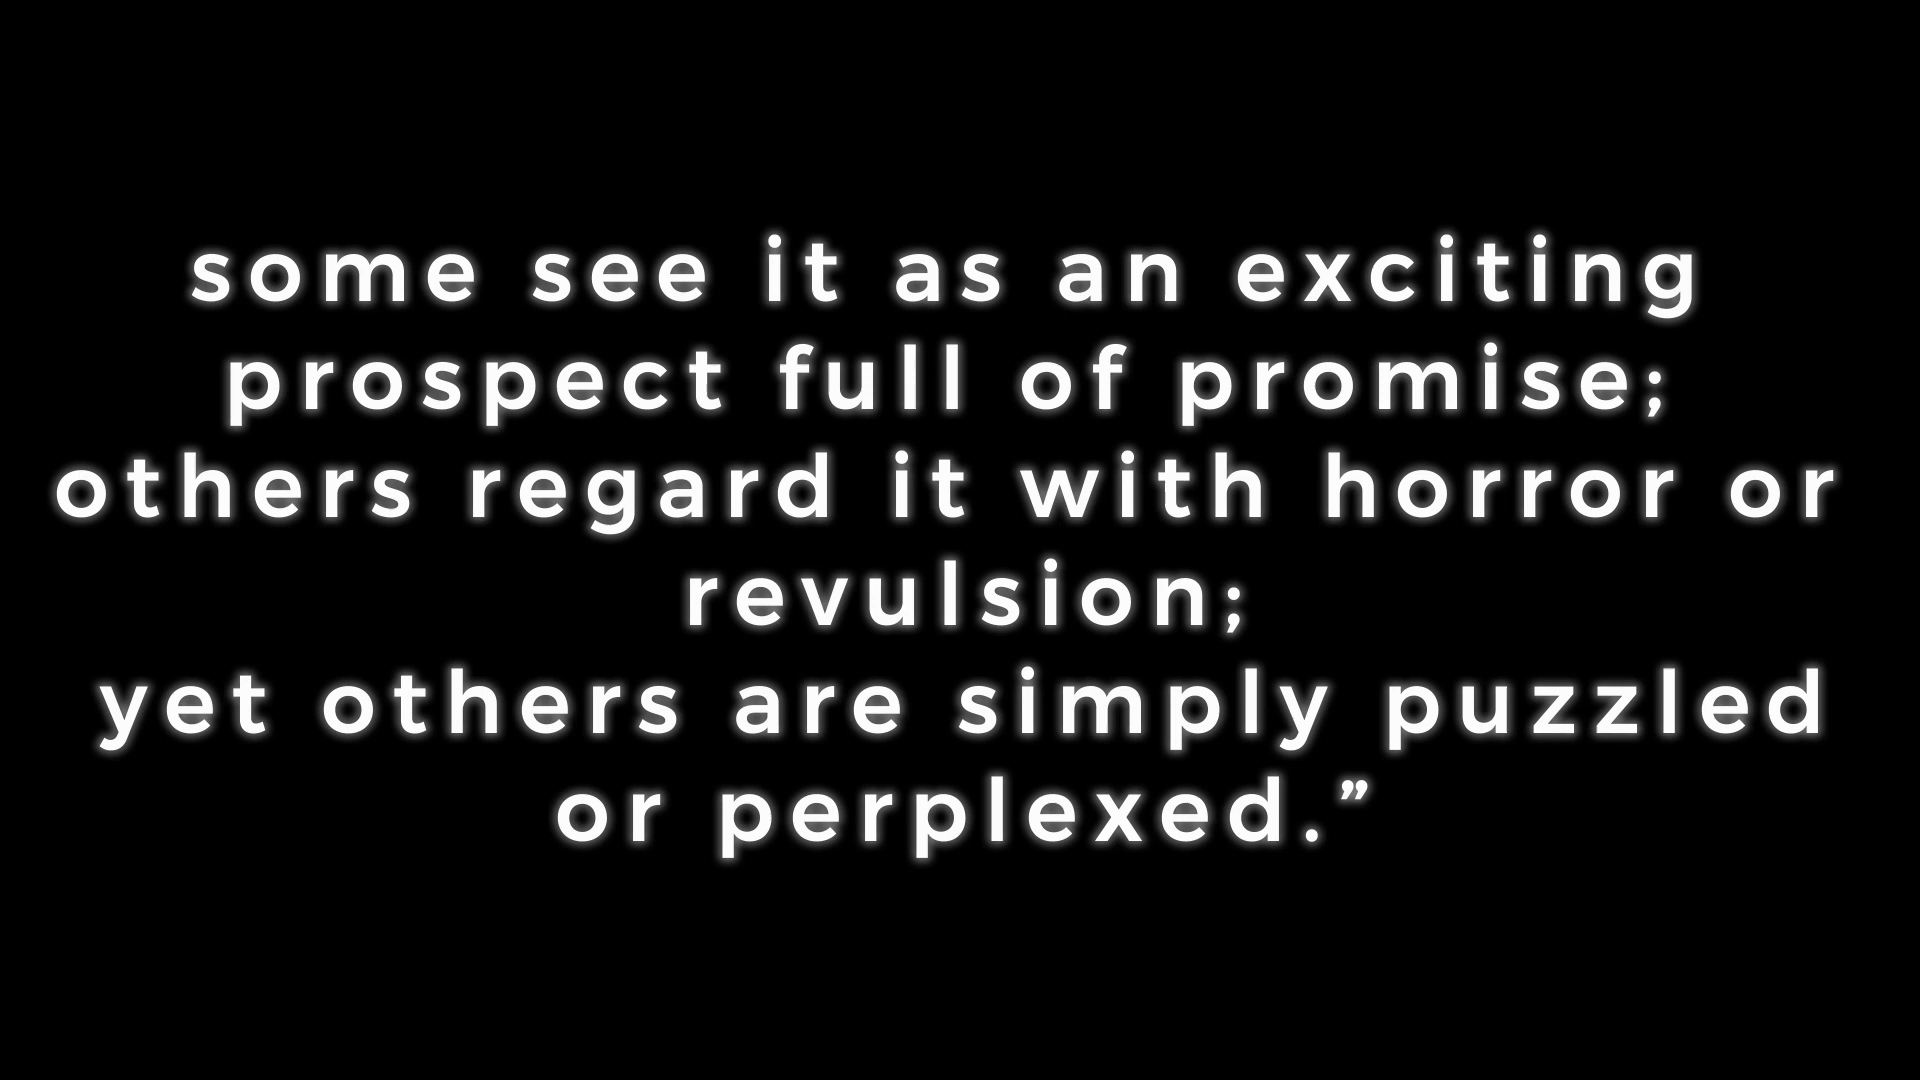 some see it as an exciting
prospect full of promise;
others regard it with horror or
revulsion;
yet others are simply puzzled
or perplexed.”